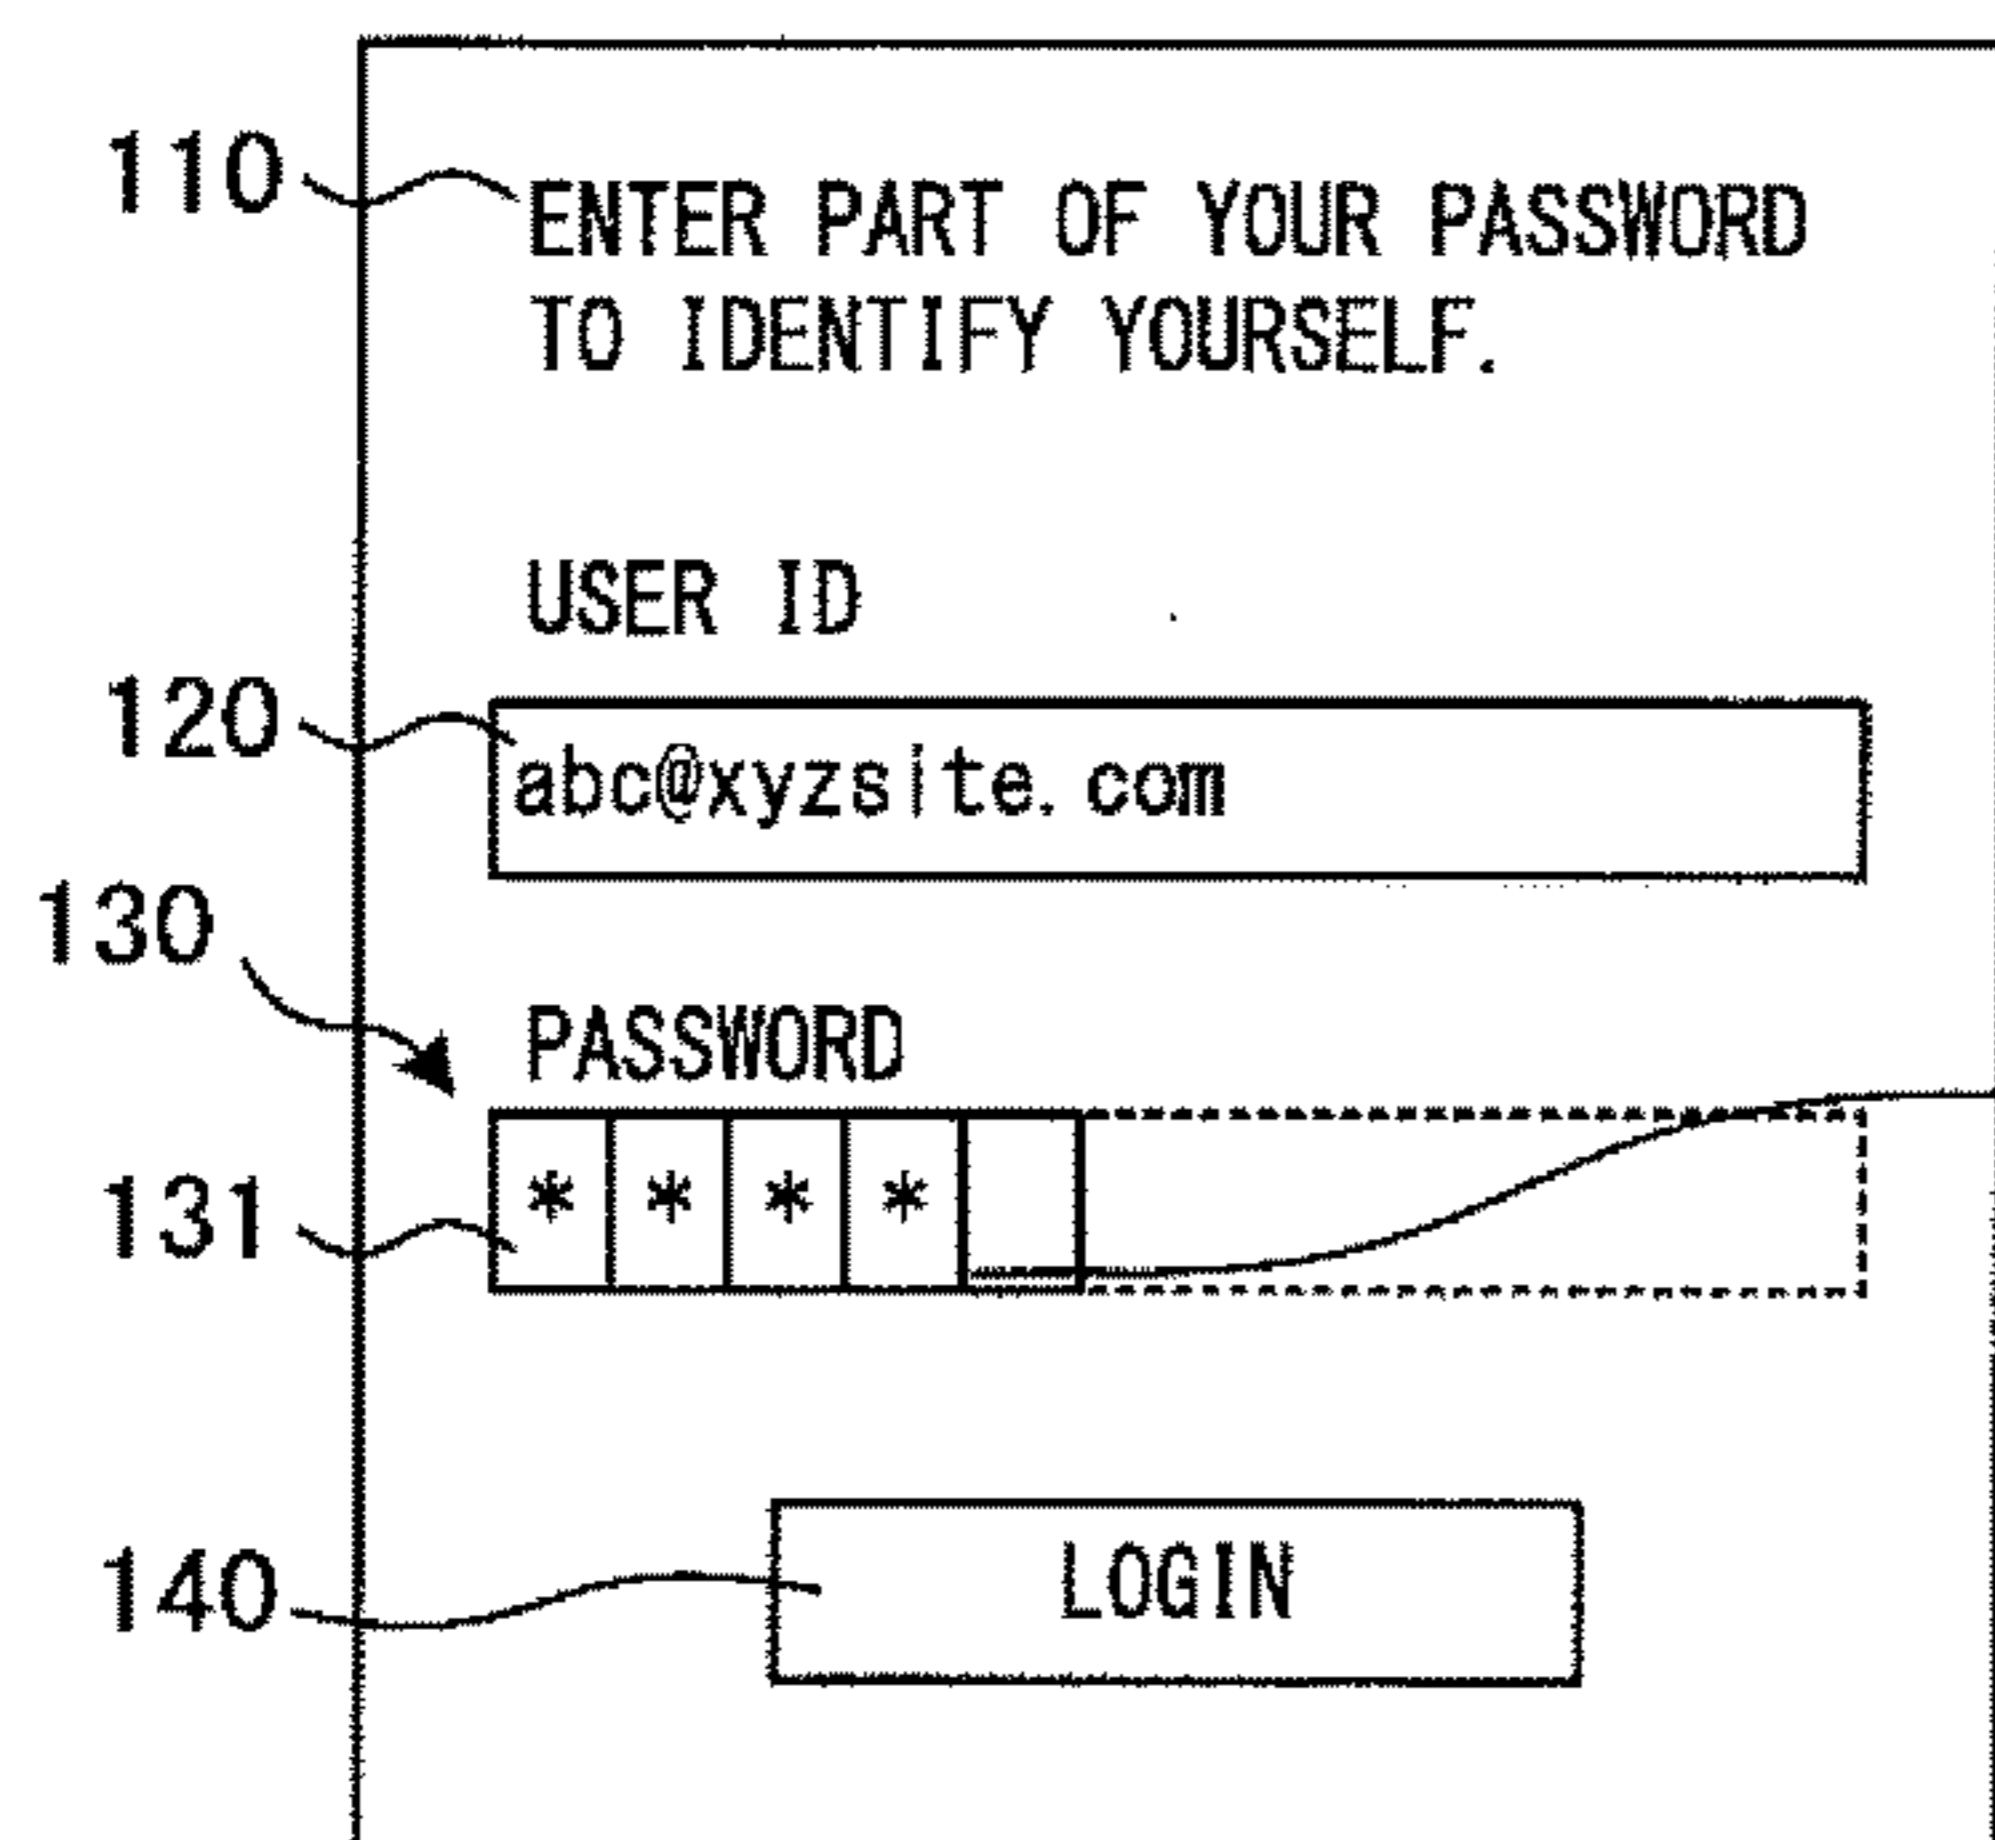 110
ENTER PART OF YOUR PASSWORD
TO IDENTIFY YOURSELF.
USER ID
120
abc@xyzsite.com
130
PASSWORD
131
* * * *
140
LOGIN